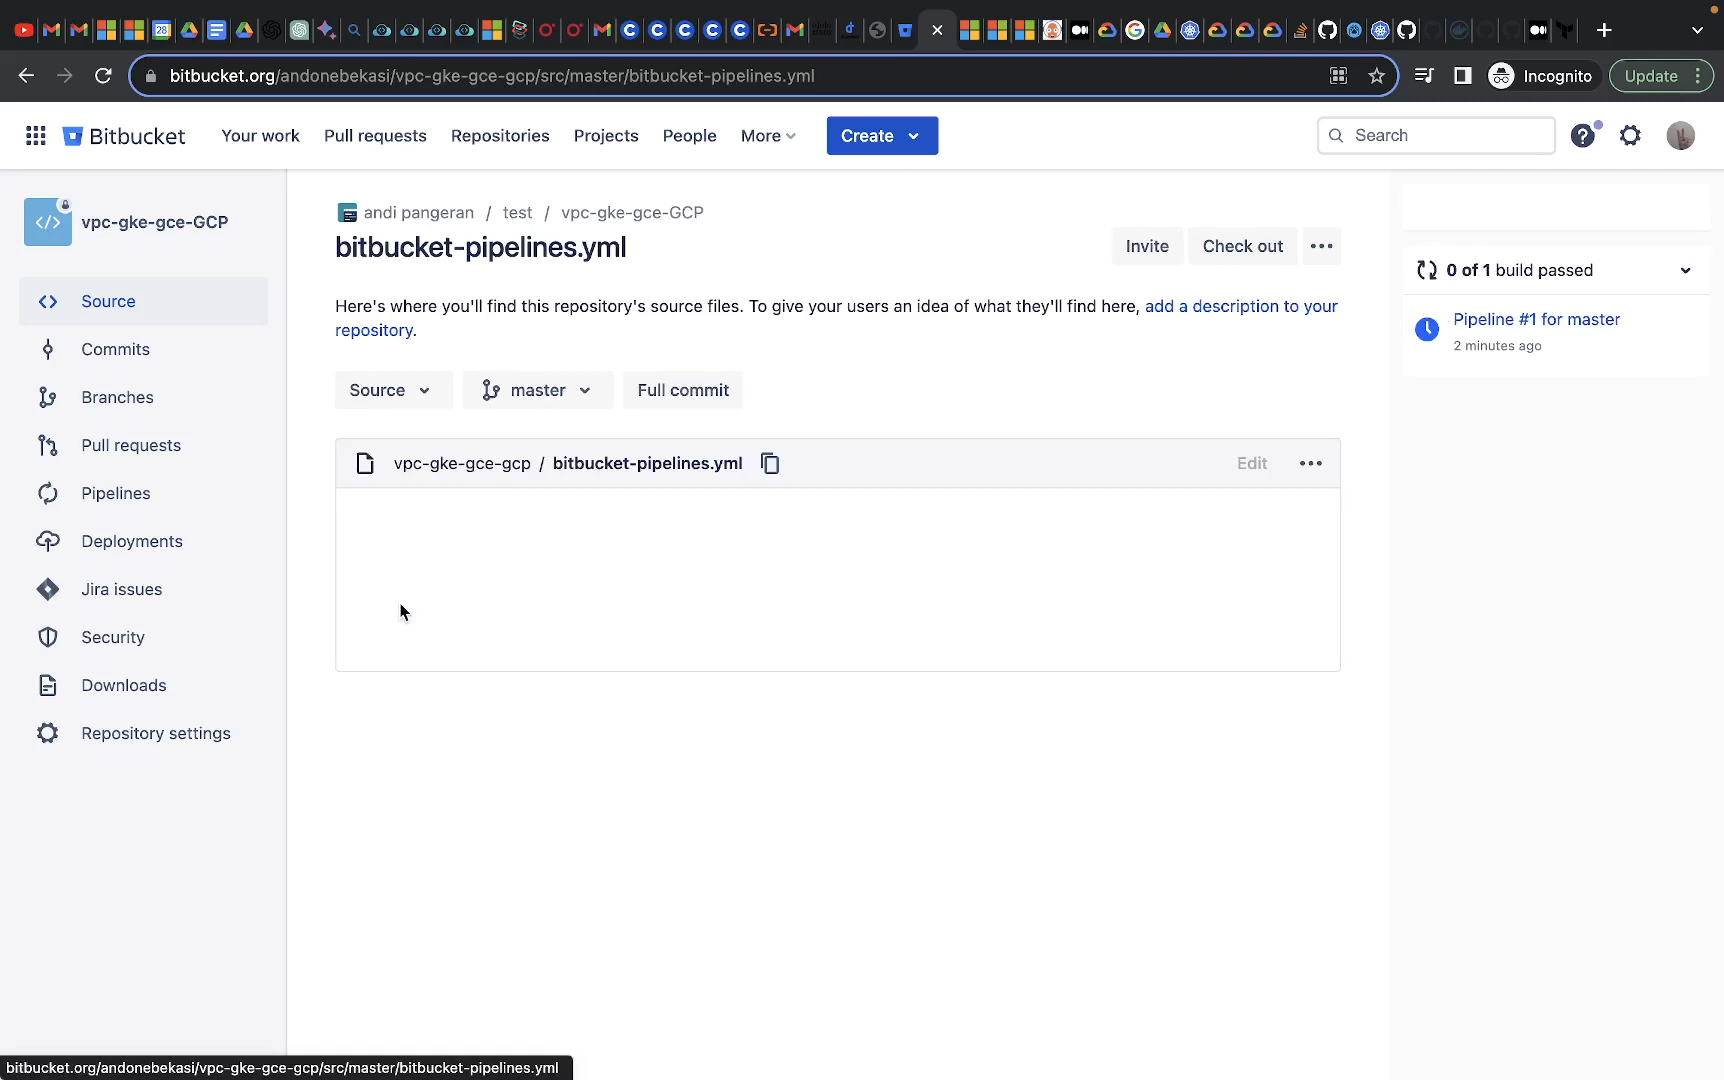 bitbucket.org/andonebekasi/vpc-gke-gce-gcp/src/master/bitbucket-pipelines.yml
Incognito
Update
Bitbucket
Your work
Pull requests
Repositories
Projects
People
More
Create
Search
vpc-gke-gce-GCP
Source
Commits
Branches
Pull requests
Pipelines
Deployments
Jira issues
Security
Downloads
Repository settings
andi pangeran / test / vpc-gke-gce-GCP
bitbucket-pipelines.yml
Invite
Check out
Here's where you'll find this repository's source files. To give your users an idea of what they'll find here, add a description to your
repository.
Source
master
Full commit
vpc-gke-gce-gcp / bitbucket-pipelines.yml
Edit
0 of 1 build passed
Pipeline #1 for master
2 minutes ago
bitbucket.org/andonebekasi/vpc-gke-gce-gcp/src/master/bitbucket-pipelines.yml